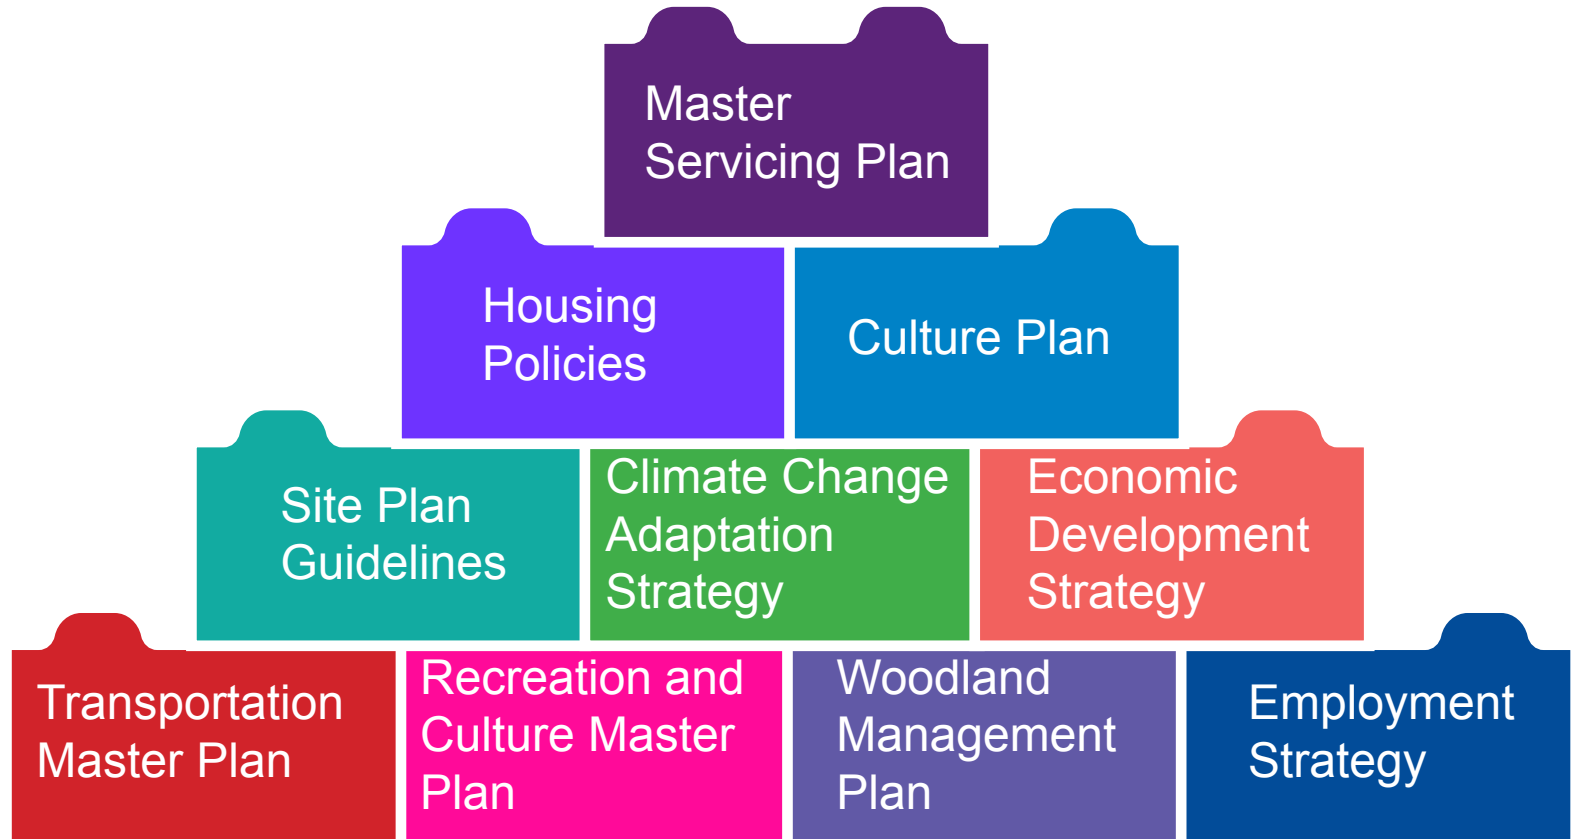 Master
Servicing Plan
Housing
Policies
Culture Plan
Site Plan
Guidelines
Climate Change
Adaptation
Strategy
Economic
Development
Strategy
Transportation
Master Plan
Recreation and
Culture Master
Plan
Woodland
Management
Plan
Employment
Strategy